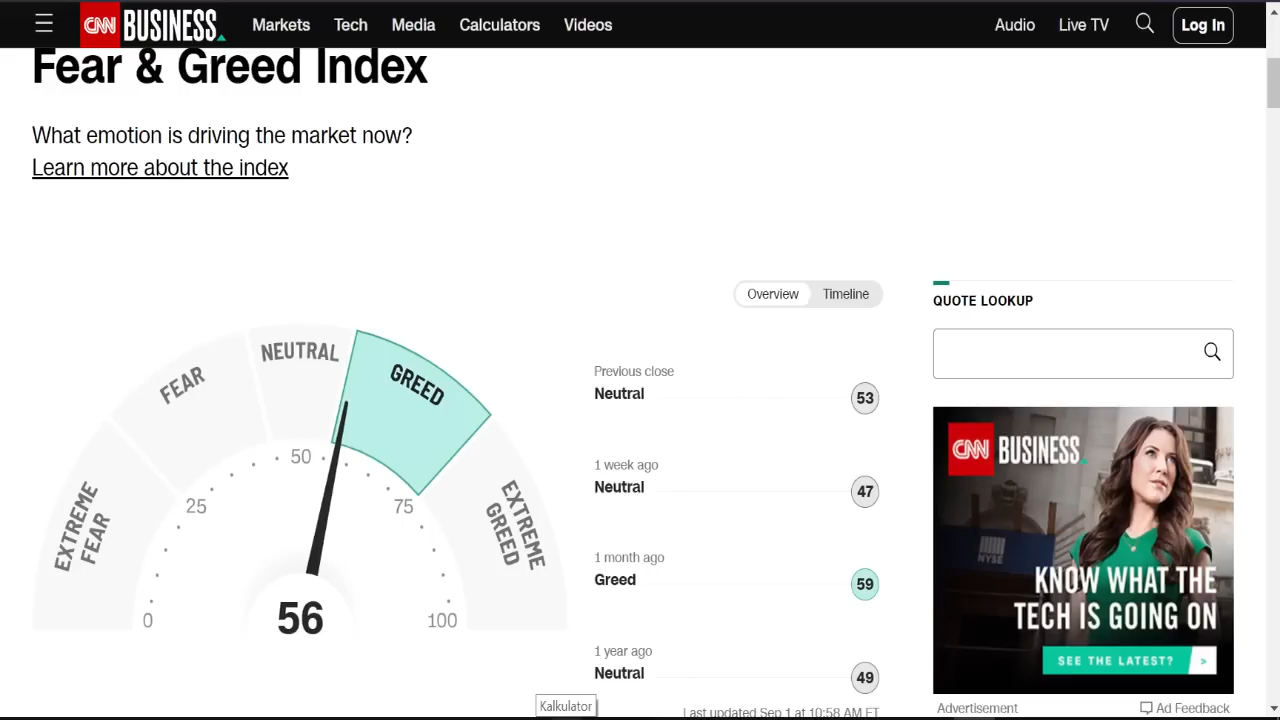 CNN BUSINESS Markets Tech Media Calculators Videos Audio Live TV Log In
Fear & Greed Index
What emotion is driving the market now?
Learn more about the index
Overview Timeline
EXTREME FEAR
FEAR
NEUTRAL
GREED
EXTREME GREED
0
25
50
75
100
56
Previous close
Neutral 53
1 week ago
Neutral 47
1 month ago
Greed 59
1 year ago
Neutral 49
Last updated Sep 1 at 10:58 AM ET
Kalkulator
QUOTE LOOKUP
CNN BUSINESS
NYSE
KNOW WHAT THE
TECH IS GOING ON
SEE THE LATEST? >
Advertisement Ad Feedback